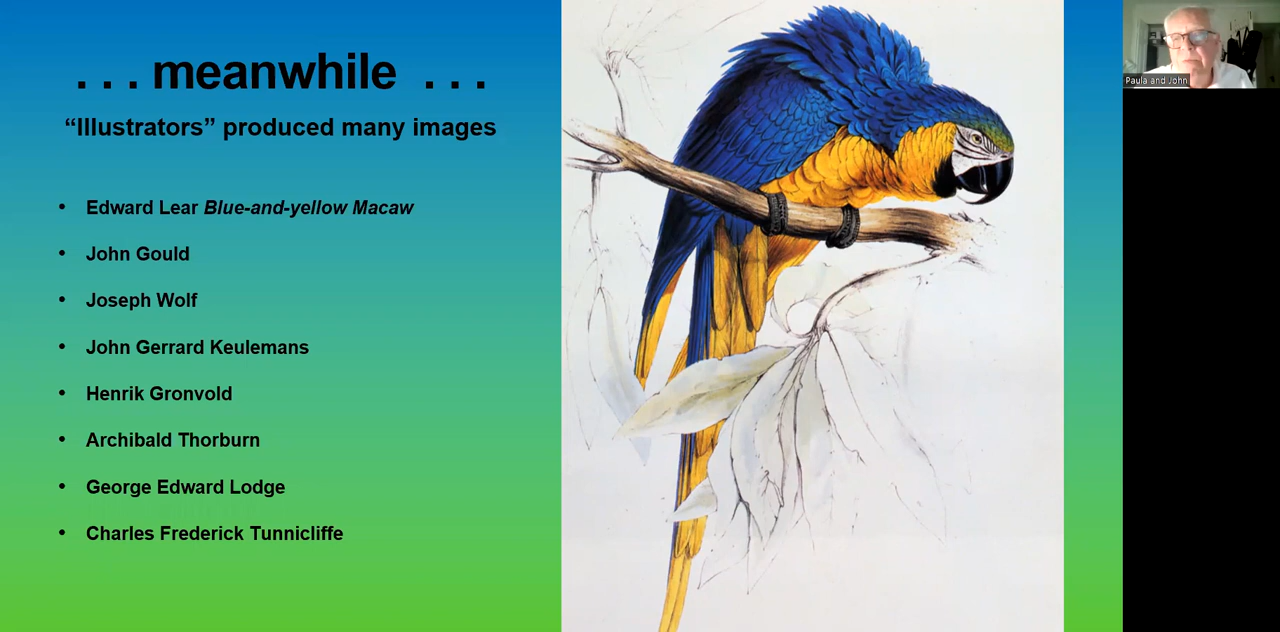 . . . meanwhile . . .
“Illustrators” produced many images
• Edward Lear Blue-and-yellow Macaw
• John Gould
• Joseph Wolf
• John Gerrard Keulemans
• Henrik Gronvold
• Archibald Thorburn
• George Edward Lodge
• Charles Frederick Tunnicliffe
Paula and John